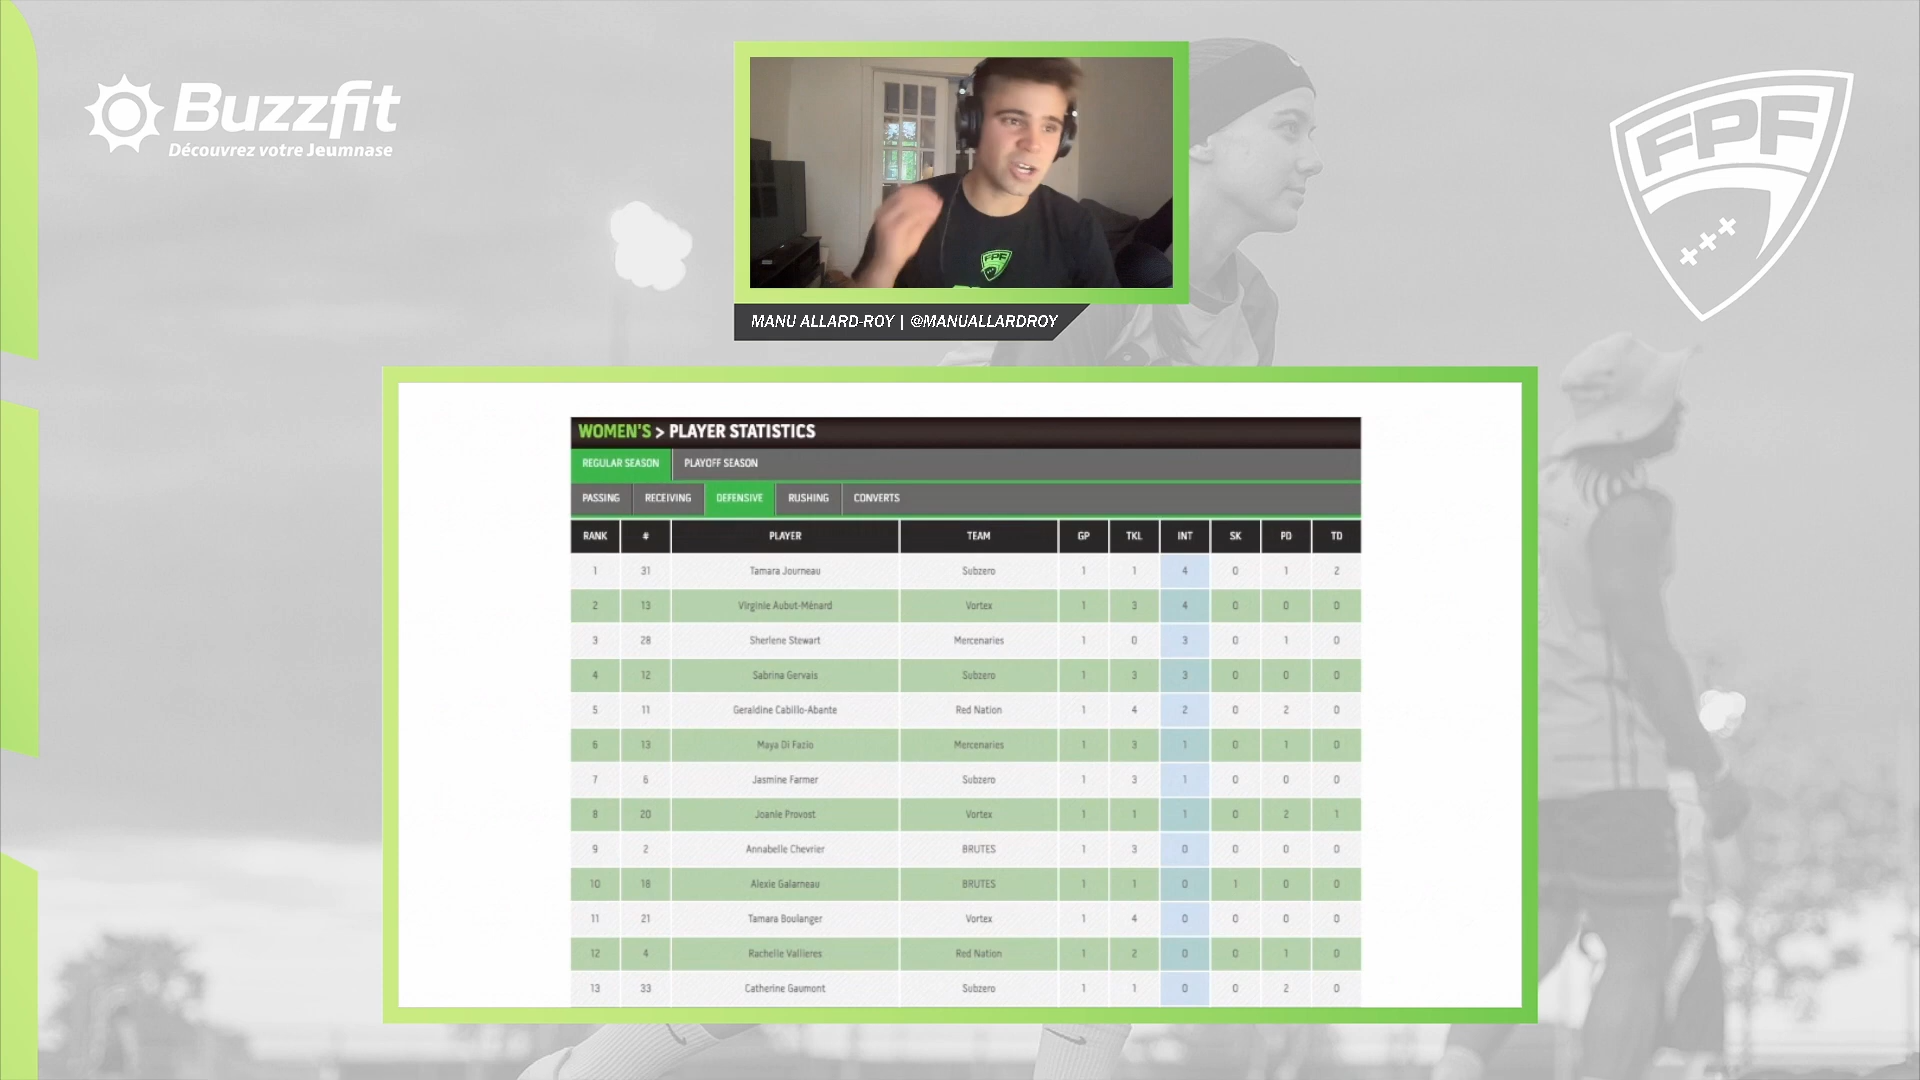 Buzzfit
Découvrez votre Jeumnase
FPF
FPF
MANU ALLARD-ROY | @MANUALLARDROY
WOMEN'S > PLAYER STATISTICS
REGULAR SEASON PLAYOFF SEASON
PASSING RECEIVING DEFENSIVE RUSHING CONVERTS
RANK # PLAYER TEAM GP TKL INT SK PD TD
1 31 Tamara Journeau Subzero 1 1 4 0 1 2
2 13 Virginie Aubut-Ménard Vortex 1 3 4 0 0 0
3 28 Sherlene Stewart Mercenaries 1 0 3 0 1 0
4 12 Sabrina Gervais Subzero 1 3 3 0 0 0
5 11 Geraldine Cabillo-Abante Red Nation 1 4 2 0 2 0
6 13 Maya Di Fazio Mercenaries 1 3 1 0 1 0
7 6 Jasmine Farmer Subzero 1 3 1 0 0 0
8 20 Joanie Provost Vortex 1 1 1 0 2 1
9 2 Annabelle Chevrier BRUTES 1 3 0 0 0 0
10 18 Alexie Galarneau BRUTES 1 1 0 1 0 0
11 21 Tamara Boulanger Vortex 1 4 0 0 0 0
12 4 Rachelle Vallieres Red Nation 1 2 0 0 1 0
13 33 Catherine Gaumont Subzero 1 1 0 0 2 0